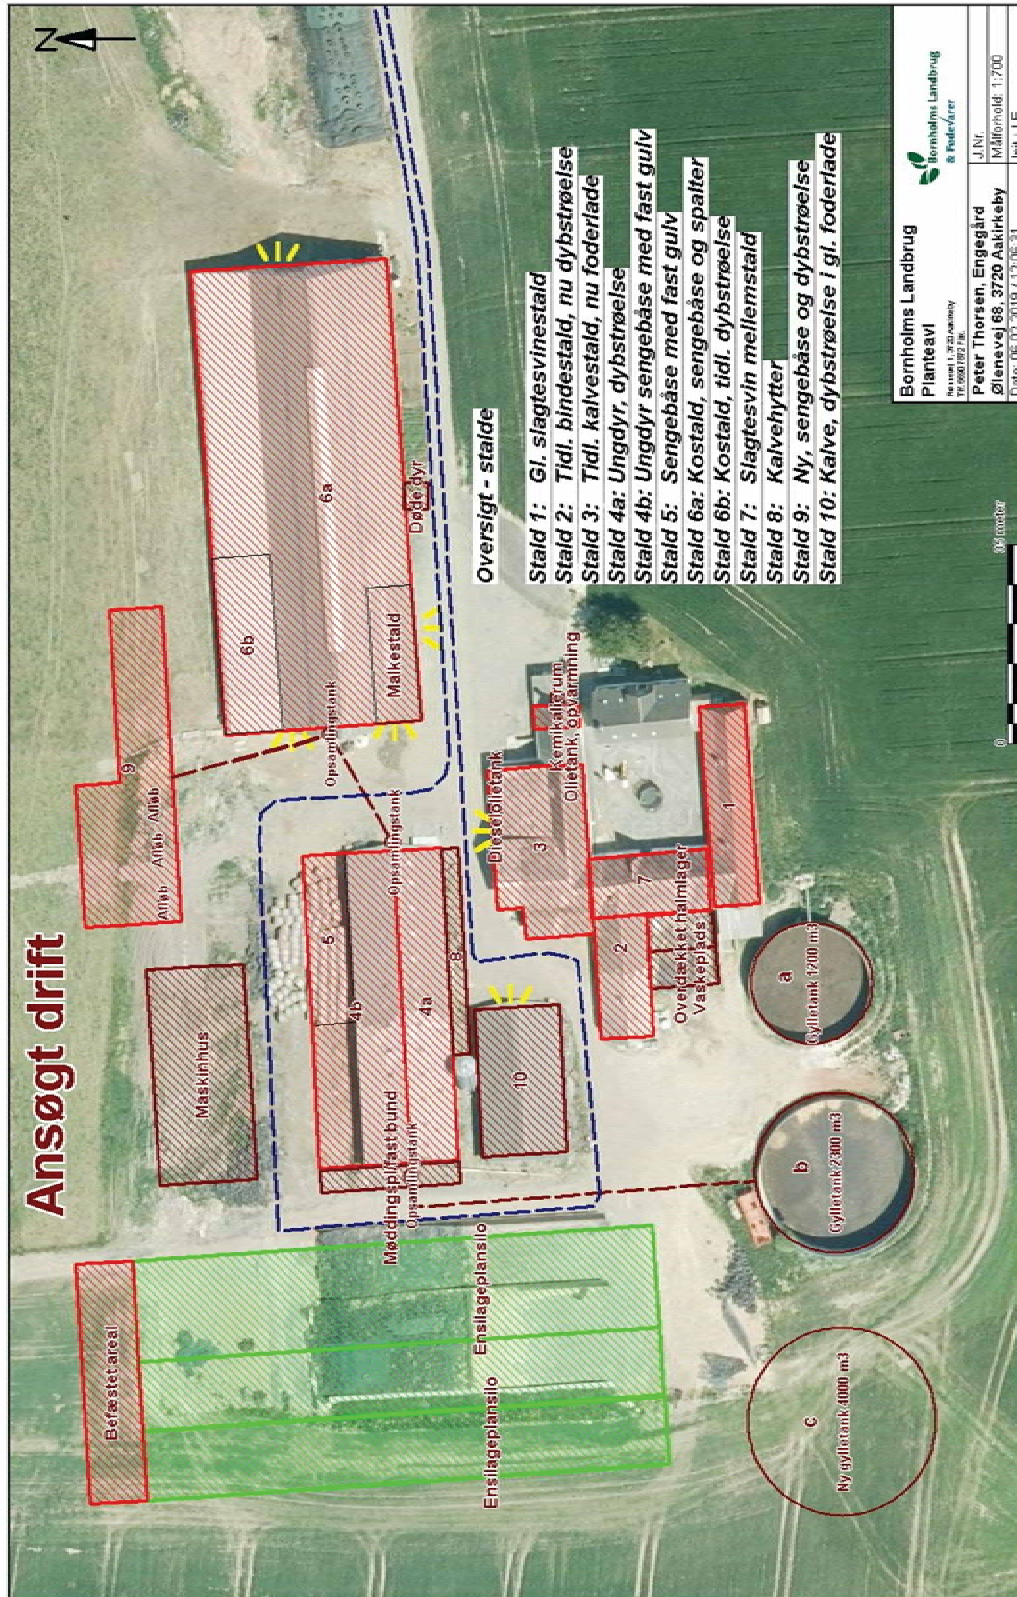 Ansøgt drift
N
Befæstet areal
Maskinhus
9
Afløb
Afløb
Afløb
6b
6a
Malkestald
Døde dyr
Opsamlingstank
Opsamlingstank
5
4b
4a
8
Møddingspl/fast bund
Opsamlingstank
10
Ensilageplansilo
Ensilageplansilo
Dieselolietank
3
Kemikalierum
Olietank, opvarmning
2
7
1
Overdækket halmlager
Vaskeplads
a
Gylletank 1200 m3
b
Gylletank 2300 m3
c
Ny gylletank 4000 m3
Oversigt - stalde
Stald 1: Gl. slagtesvinestald
Stald 2: Tidl. bindestald, nu dybstrøelse
Stald 3: Tidl. kalvestald, nu foderlade
Stald 4a: Ungdyr, dybstrøelse
Stald 4b: Ungdyr sengebåse med fast gulv
Stald 5: Sengebåse med fast gulv
Stald 6a: Kostald, sengebåse og spalter
Stald 6b: Kostald, tidl. dybstrøelse
Stald 7: Slagtesvin mellemstald
Stald 8: Kalvehytter
Stald 9: Ny, sengebåse og dybstrøelse
Stald 10: Kalve, dybstrøelse i gl. foderlade
0 35 meter
Bornholms Landbrug
Planteavl
Bornholms Landbrug
& Fødevarer
Peter Thorsen, Engegård
Ølenevej 68, 3720 Aakirkeby
J.Nr.
Målforhold: 1:700